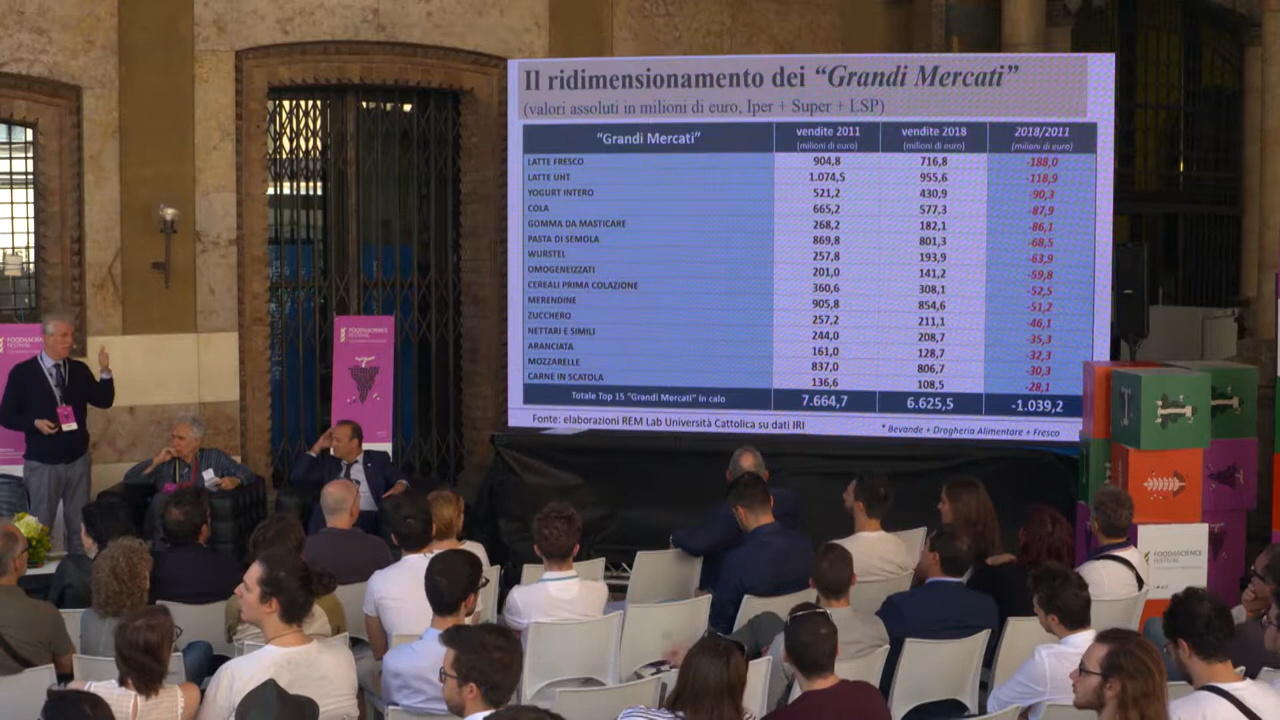 Il ridimensionamento dei “Grandi Mercati”
(valori assoluti in milioni di euro, Iper + Super + LSP)
“Grandi Mercati” vendite 2011 (milioni di euro) vendite 2018 (milioni di euro) 2018/2011 (milioni di euro)
LATTE FRESCO 904,8 716,8 -188,0
LATTE UHT 1.074,5 955,6 -118,9
YOGURT INTERO 521,2 430,9 -90,3
COLA 665,2 577,3 -87,9
GOMMA DA MASTICARE 268,2 182,1 -86,1
PASTA DI SEMOLA 869,8 801,3 -68,5
WURSTEL 257,8 193,9 -63,9
OMOGENEIZZATI 201,0 141,2 -59,8
CEREALI PRIMA COLAZIONE 360,6 308,1 -52,5
MERENDINE 905,8 854,6 -51,2
ZUCCHERO 257,2 211,1 -46,1
NETTARI E SIMILI 244,0 208,7 -35,3
ARANCIATA 161,0 128,7 -32,3
MOZZARELLE 837,0 806,7 -30,3
CARNE IN SCATOLA 136,6 108,5 -28,1
Totale Top 15 “Grandi Mercati” in calo 7.664,7 6.625,5 -1.039,2
Fonte: elaborazioni REM Lab Università Cattolica su dati IRI
* Bevande + Drogheria Alimentare + Fresco
FOOD&SCIENCE
FESTIVAL
FOOD&SCIENCE
FESTIVAL
FOOD&SCIENCE
FESTIVAL